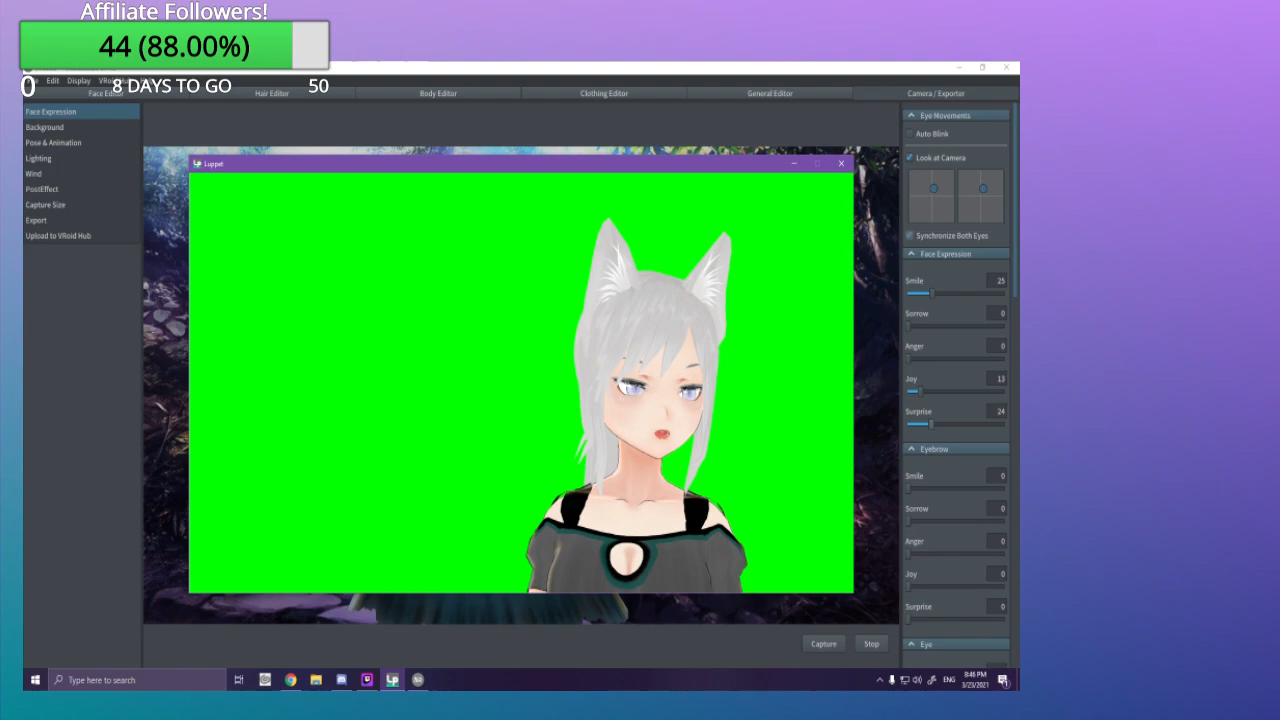 Affiliate Followers!
44 (88.00%)
0
8 DAYS TO GO
50
Edit
Display
Face Editor
Hair Editor
Body Editor
Clothing Editor
General Editor
Camera / Exporter
Face Expression
Background
Pose & Animation
Lighting
Wind
PostEffect
Capture Size
Export
Upload to VRoid Hub
Luppet
Eye Movements
Auto Blink
Look at Camera
Synchronize Both Eyes
Face Expression
Smile 25
Sorrow 0
Anger 0
Joy 13
Surprise 24
Eyebrow
Smile 0
Sorrow 0
Anger 0
Joy 0
Surprise 0
Eye
Capture
Stop
Type here to search
Lp
ENG
8:46 PM
3/23/2021
1